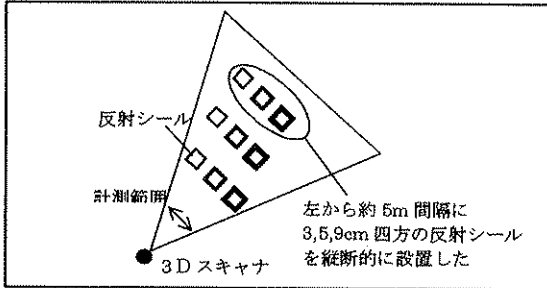 反射シール
計測範囲
3Dスキャナ
左から約 5m 間隔に
3,5,9cm 四方の反射シール
を縦断的に設置した